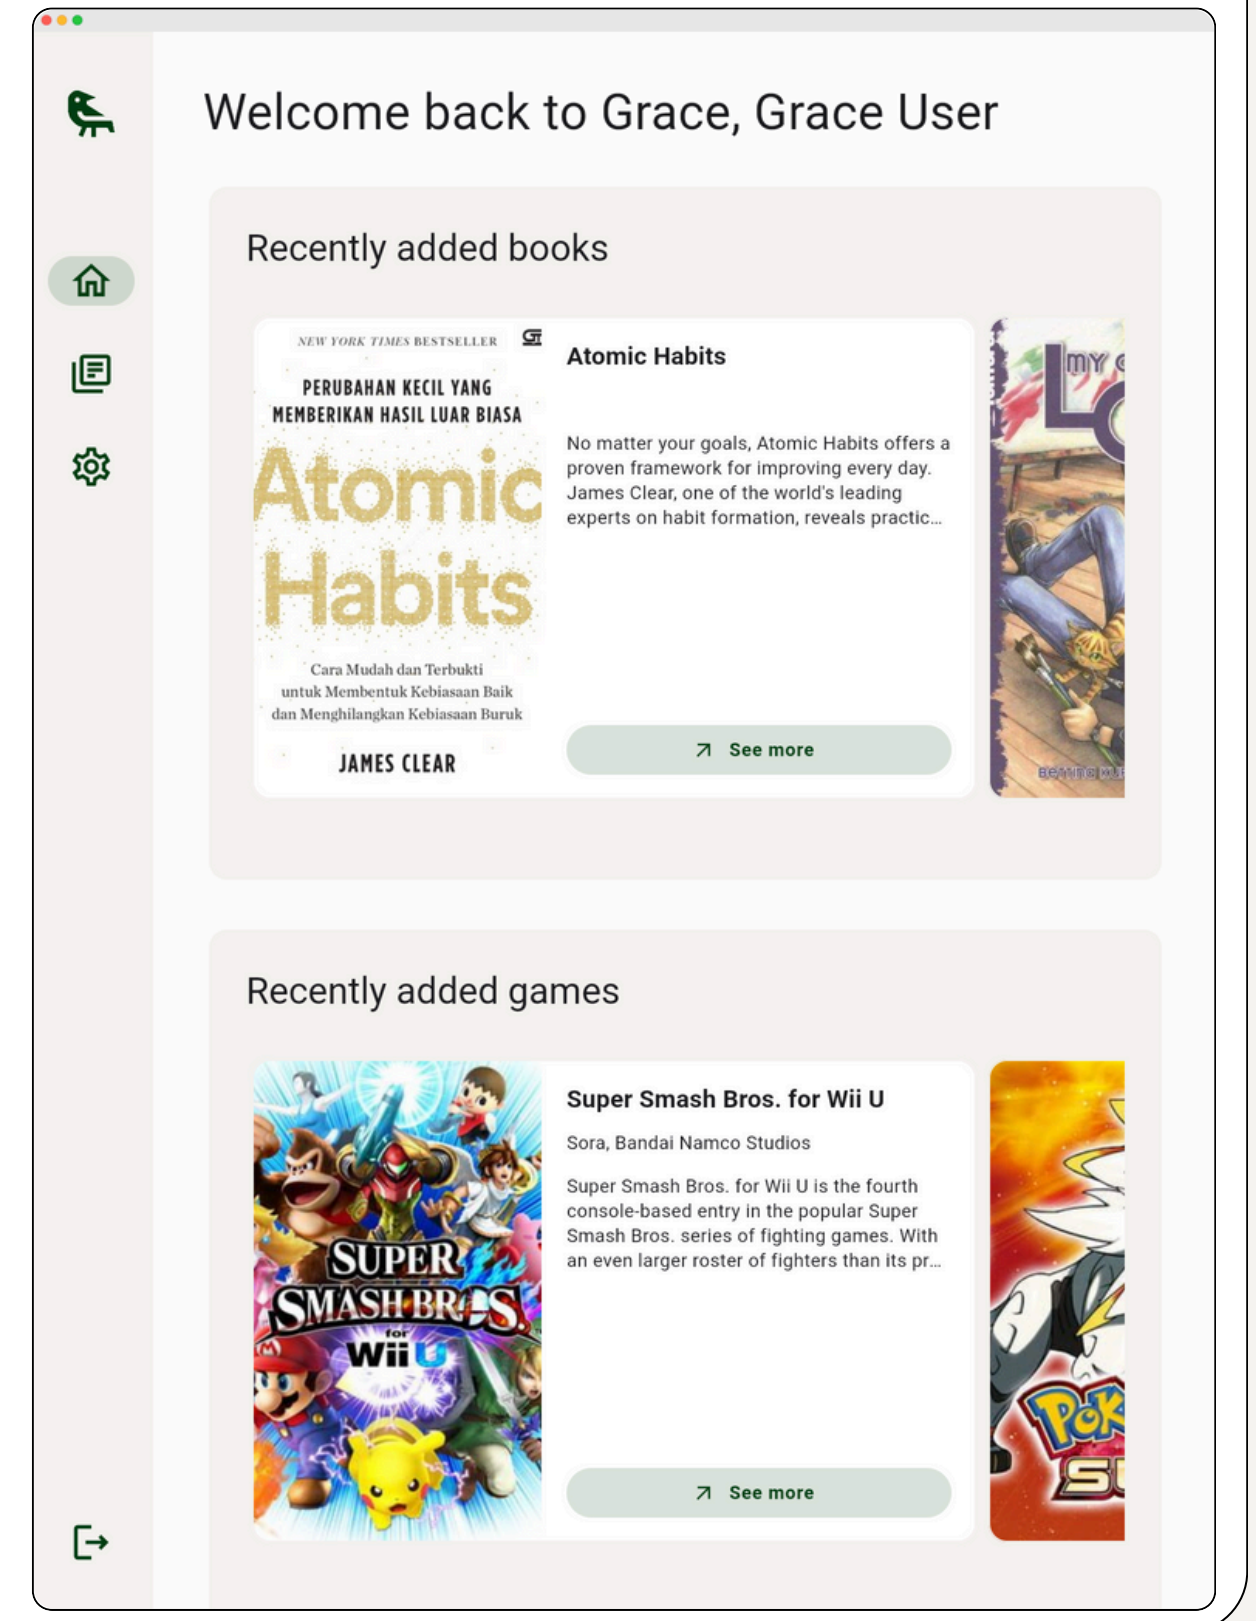 Welcome back to Grace, Grace User
Recently added books
NEW YORK TIMES BESTSELLER
PERUBAHAN KECIL YANG
MEMBERIKAN HASIL LUAR BIASA
Atomic
Habits
Cara Mudah dan Terbukti
untuk Membentuk Kebiasaan Baik
dan Menghilangkan Kebiasaan Buruk
JAMES CLEAR
Atomic Habits
No matter your goals, Atomic Habits offers a
proven framework for improving every day.
James Clear, one of the world's leading
experts on habit formation, reveals practic...
See more
MY
Recently added games
SUPER
SMASH BROS.
for
Wii U
Super Smash Bros. for Wii U
Sora, Bandai Namco Studios
Super Smash Bros. for Wii U is the fourth
console-based entry in the popular Super
Smash Bros. series of fighting games. With
an even larger roster of fighters than its pr...
See more